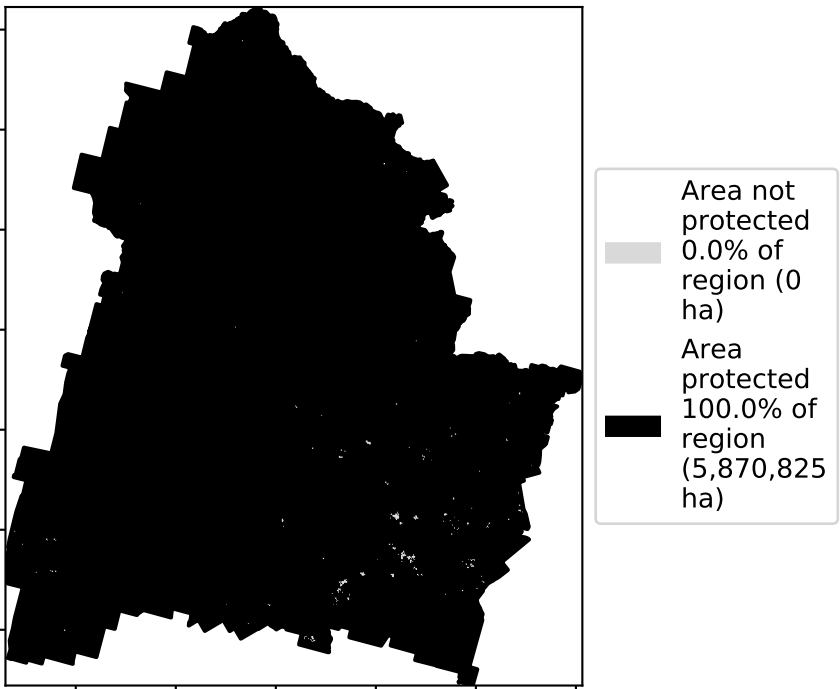 Area not
protected
0.0% of
region (0
ha)
Area
protected
100.0% of
region
(5,870,825
ha)